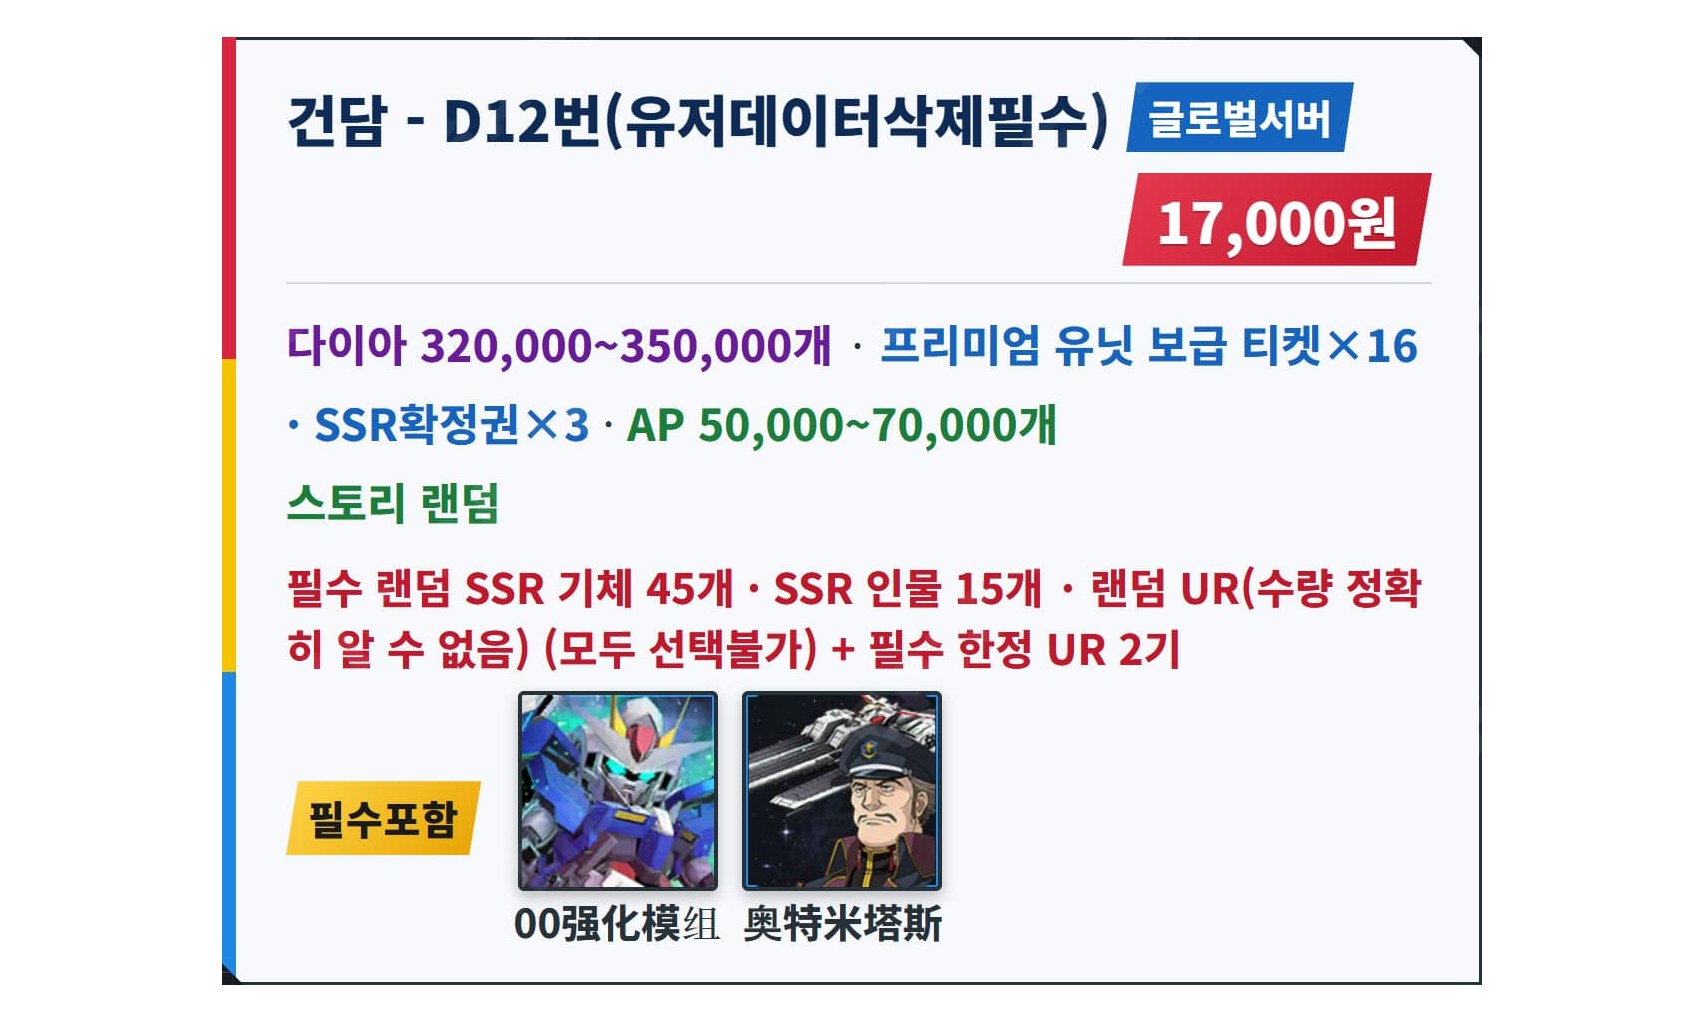 건담 - D12번(유저데이터삭제필수) 글로벌서버
17,000원
다이아 320,000~350,000개 · 프리미엄 유닛 보급 티켓×16
· SSR확정권×3 · AP 50,000~70,000개
스토리 랜덤
필수 랜덤 SSR 기체 45개 · SSR 인물 15개 · 랜덤 UR(수량 정확
히 알 수 없음) (모두 선택불가) + 필수 한정 UR 2기
필수포함
00强化模组 奥特米塔斯